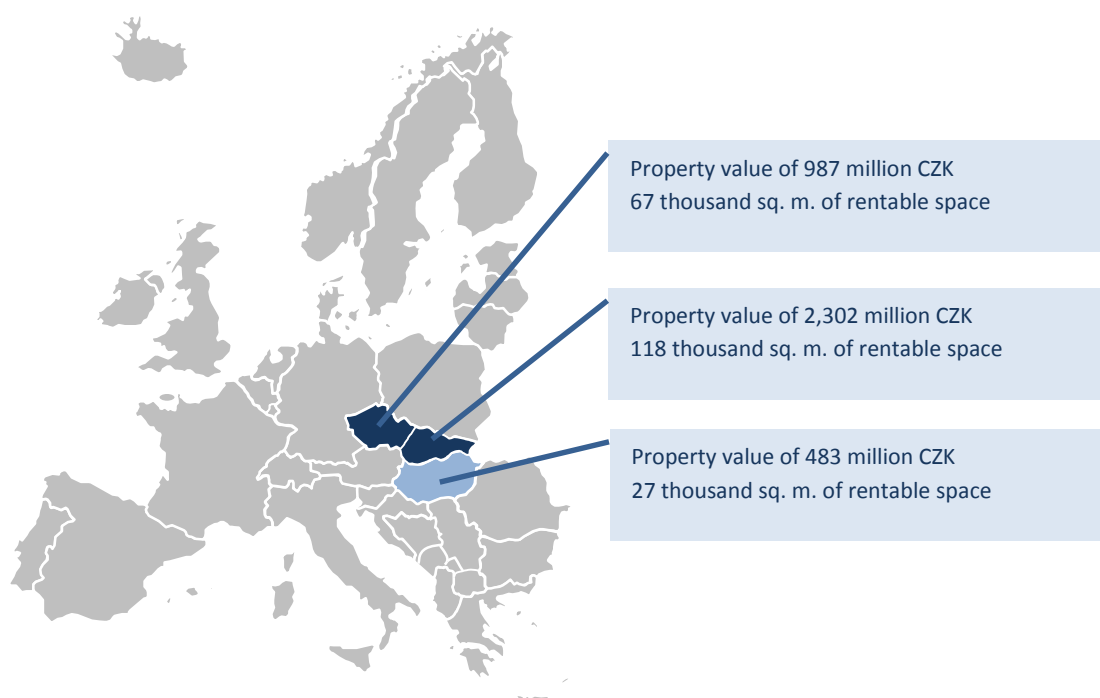 Property value of 987 million CZK
67 thousand sq. m. of rentable space
Property value of 2,302 million CZK
118 thousand sq. m. of rentable space
Property value of 483 million CZK
27 thousand sq. m. of rentable space